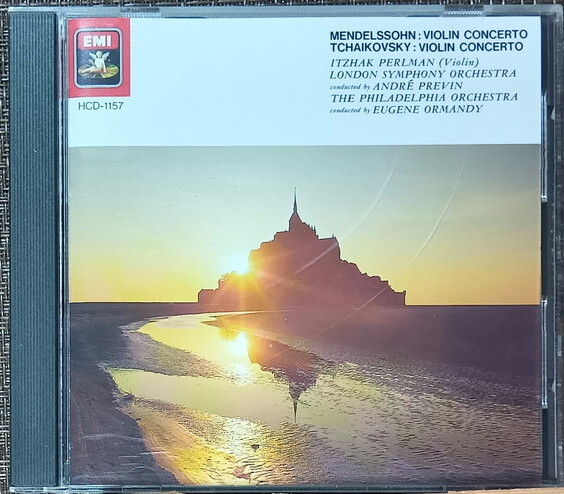 EMI
HCD-1157
MENDELSSOHN : VIOLIN CONCERTO
TCHAIKOVSKY : VIOLIN CONCERTO
ITZHAK PERLMAN (Violin)
LONDON SYMPHONY ORCHESTRA
conducted by ANDRÉ PREVIN
THE PHILADELPHIA ORCHESTRA
conducted by EUGENE ORMANDY